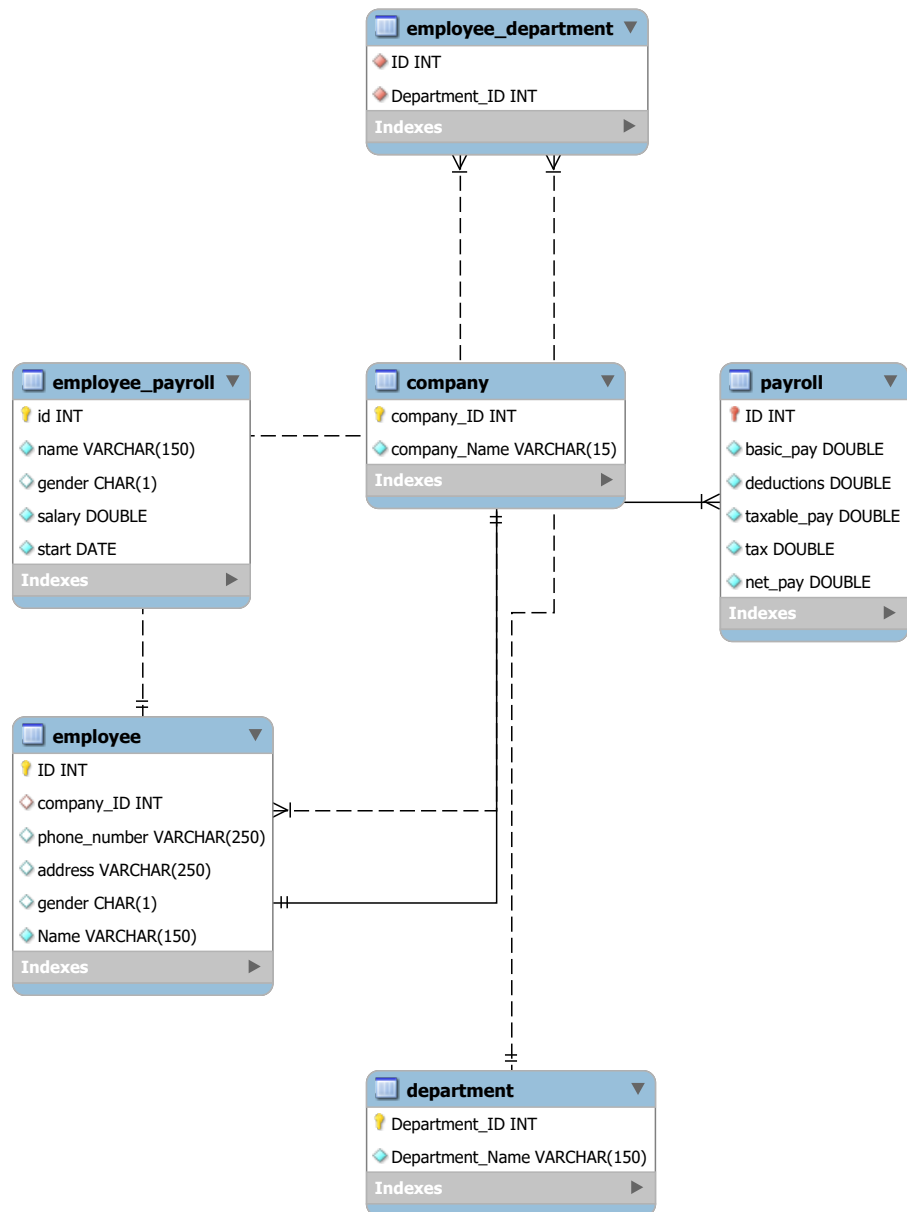 employee_department
ID INT
Department_ID INT
Indexes
employee_payroll
id INT
name VARCHAR(150)
gender CHAR(1)
salary DOUBLE
start DATE
Indexes
company
company_ID INT
company_Name VARCHAR(15)
Indexes
payroll
ID INT
basic_pay DOUBLE
deductions DOUBLE
taxable_pay DOUBLE
tax DOUBLE
net_pay DOUBLE
Indexes
employee
ID INT
company_ID INT
phone_number VARCHAR(250)
address VARCHAR(250)
gender CHAR(1)
Name VARCHAR(150)
Indexes
department
Department_ID INT
Department_Name VARCHAR(150)
Indexes